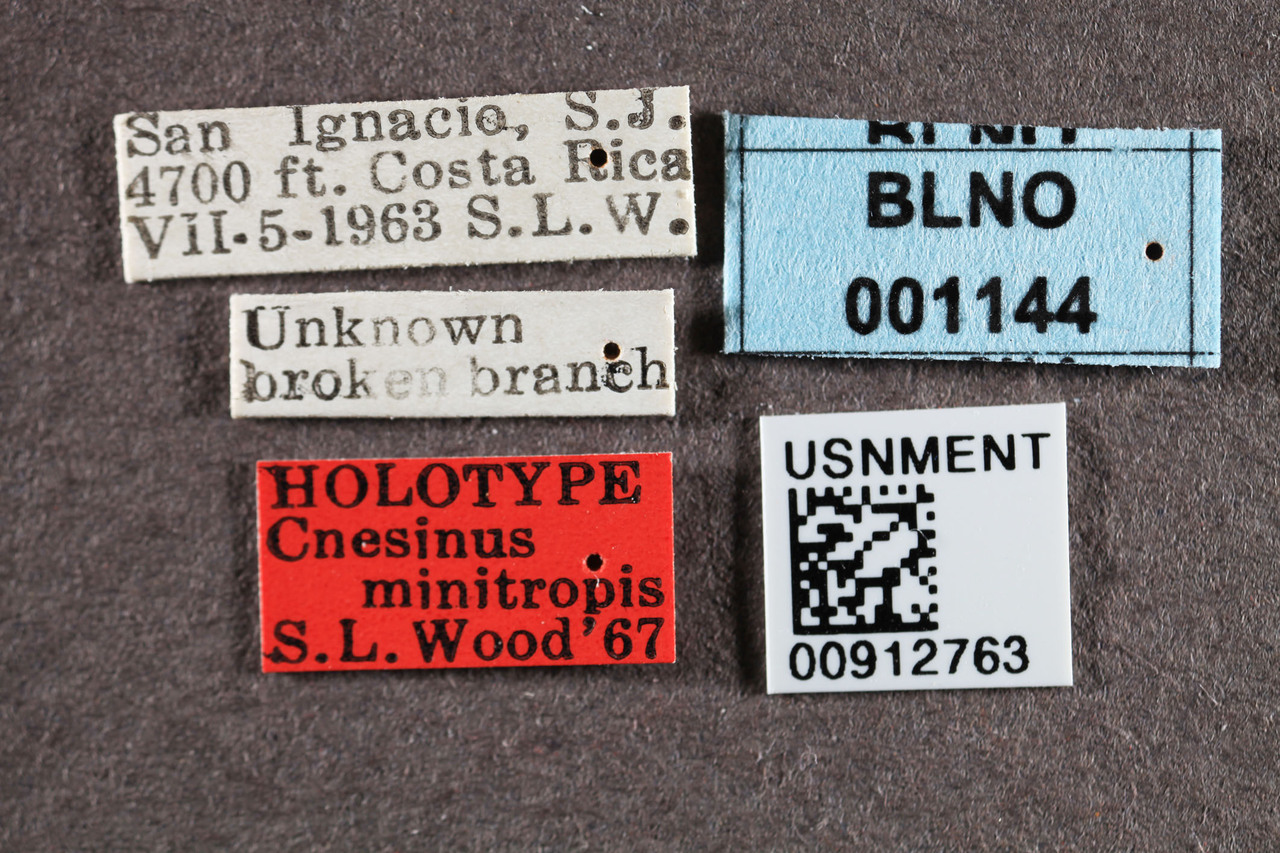 San Ignacio, S.J.
4700 ft. Costa Rica
VII-5-1963 S.L.W.
Unknown
broken branch
HOLOTYPE
Cnesinus
minitropis
S.L. Wood '67
BLNO
001144
USNMENT
00912763